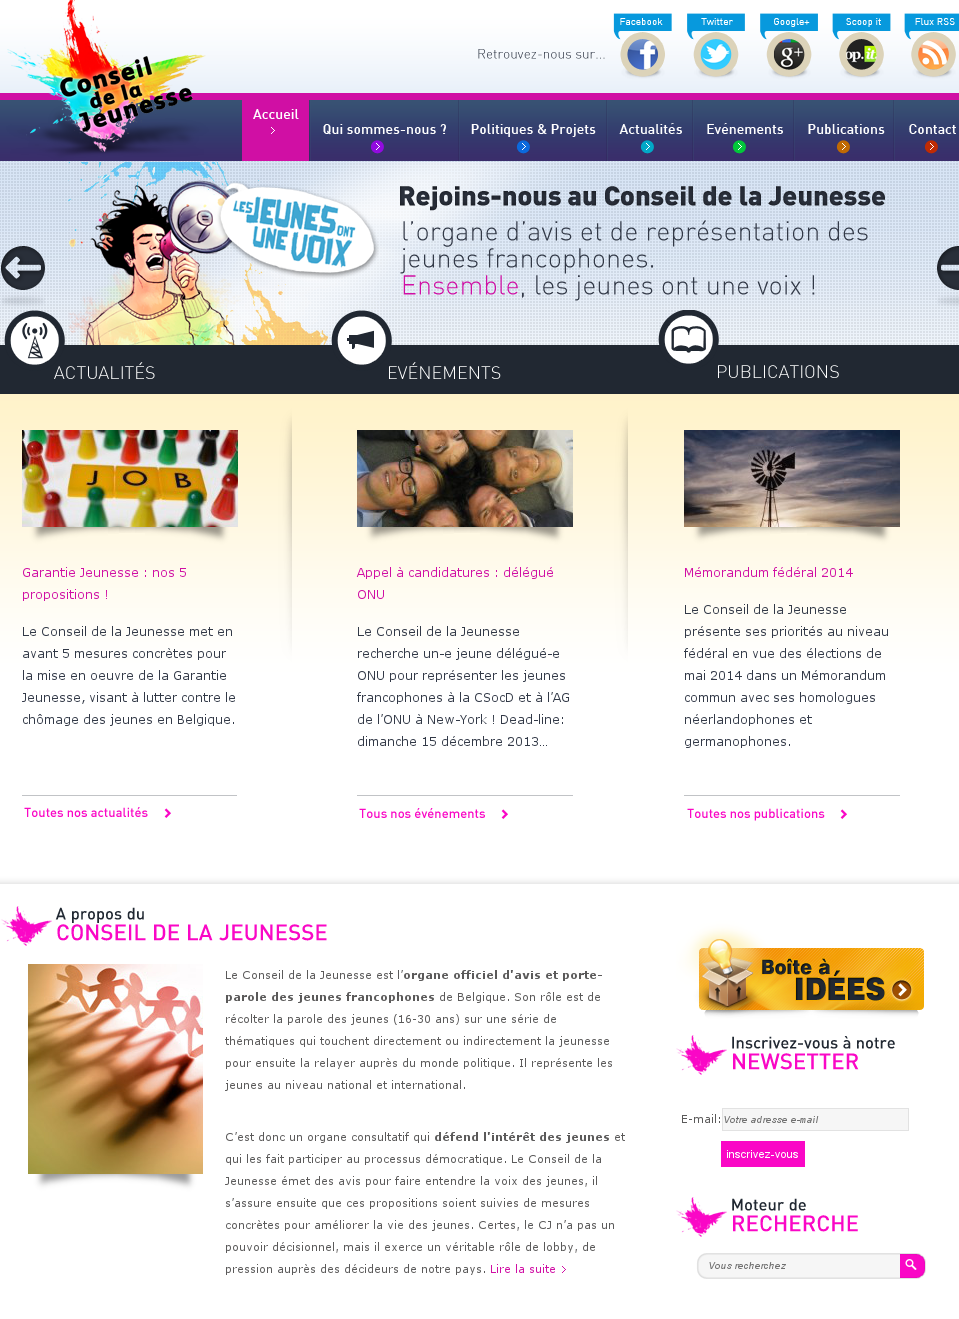 Facebook
Twitter
Google+
Scoop it
Flux RSS
Retrouvez-nous sur...
Conseil
de la
Jeunesse
Accueil
Qui sommes-nous ?
Politiques & Projets
Actualités
Evénements
Publications
Contact
LES JEUNES ONT
UNE VOIX
Rejoins-nous au Conseil de la Jeunesse
l'organe d'avis et de représentation des
jeunes francophones.
Ensemble, les jeunes ont une voix !
ACTUALITÉS
EVÉNEMENTS
PUBLICATIONS
JOB
Garantie Jeunesse : nos 5
propositions !
Le Conseil de la Jeunesse met en
avant 5 mesures concrètes pour
la mise en oeuvre de la Garantie
Jeunesse, visant à lutter contre le
chômage des jeunes en Belgique.
Toutes nos actualités
Appel à candidatures : délégué
ONU
Le Conseil de la Jeunesse
recherche un-e jeune délégué-e
ONU pour représenter les jeunes
francophones à la CSocD et à l'AG
de l'ONU à New-York ! Dead-line:
dimanche 15 décembre 2013...
Tous nos événements
Mémorandum fédéral 2014
Le Conseil de la Jeunesse
présente ses priorités au niveau
fédéral en vue des élections de
mai 2014 dans un Mémorandum
commun avec ses homologues
néerlandophones et
germanophones.
Toutes nos publications
A propos du
CONSEIL DE LA JEUNESSE
Le Conseil de la Jeunesse est l'organe officiel d'avis et porte-
parole des jeunes francophones de Belgique. Son rôle est de
récolter la parole des jeunes (16-30 ans) sur une série de
thématiques qui touchent directement ou indirectement la jeunesse
pour ensuite la relayer auprès du monde politique. Il représente les
jeunes au niveau national et international.
C'est donc un organe consultatif qui défend l'intérêt des jeunes et
qui les fait participer au processus démocratique. Le Conseil de la
Jeunesse émet des avis pour faire entendre la voix des jeunes, il
s'assure ensuite que ces propositions soient suivies de mesures
concrètes pour améliorer la vie des jeunes. Certes, le CJ n'a pas un
pouvoir décisionnel, mais il exerce un véritable rôle de lobby, de
pression auprès des décideurs de notre pays. Lire la suite
Boîte à
IDÉES
Inscrivez-vous à notre
NEWSETTER
E-mail: Votre adresse e-mail
inscrivez-vous
Moteur de
RECHERCHE
Vous recherchez